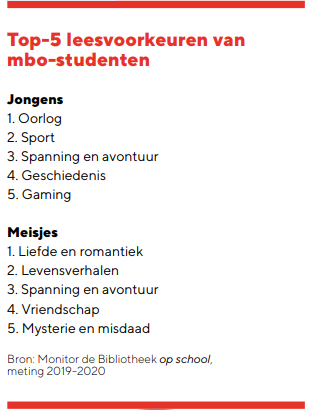 Top-5 leesvoorkeuren van
mbo-studenten
Jongens
1. Oorlog
2. Sport
3. Spanning en avontuur
4. Geschiedenis
5. Gaming
Meisjes
1. Liefde en romantiek
2. Levensverhalen
3. Spanning en avontuur
4. Vriendschap
5. Mysterie en misdaad
Bron: Monitor de Bibliotheek op school,
meting 2019-2020